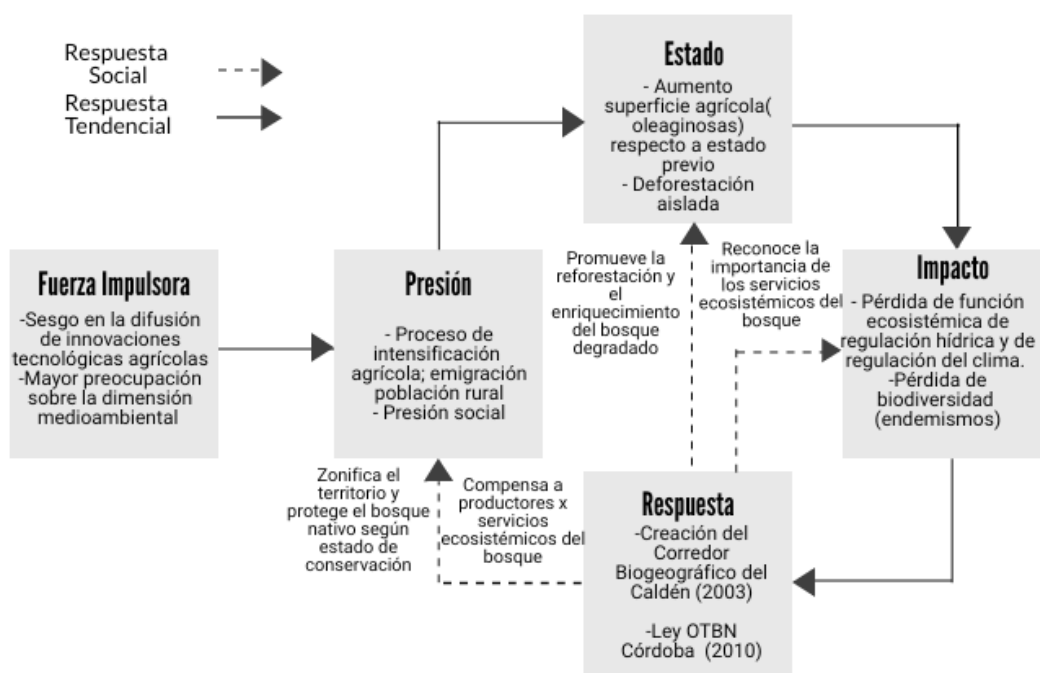 Respuesta
Social
Respuesta
Tendencial
Estado
- Aumento
superficie agrícola(
oleaginosas)
respecto a estado
previo
- Deforestación
aislada
Fuerza Impulsora
-Sesgo en la difusión
de innovaciones
tecnológicas agrícolas
-Mayor preocupación
sobre la dimensión
medioambiental
Presión
- Proceso de
intensificación
agrícola; emigración
población rural
- Presión social
Promueve la
reforestación y
el
enriquecimiento
del bosque
degradado
Reconoce la
importancia de
los servicios
ecosistémicos del
bosque
Impacto
- Pérdida de función
ecosistémica de
regulación hídrica y de
regulación del clima.
-Pérdida de
biodiversidad
(endemismos)
Zonifica el
territorio y
protege el bosque
nativo según
estado de
conservación
Compensa a
productores x
servicios
ecosistémicos del
bosque
Respuesta
-Creación del
Corredor
Biogeográfico del
Caldén (2003)
-Ley OTBN
Córdoba (2010)